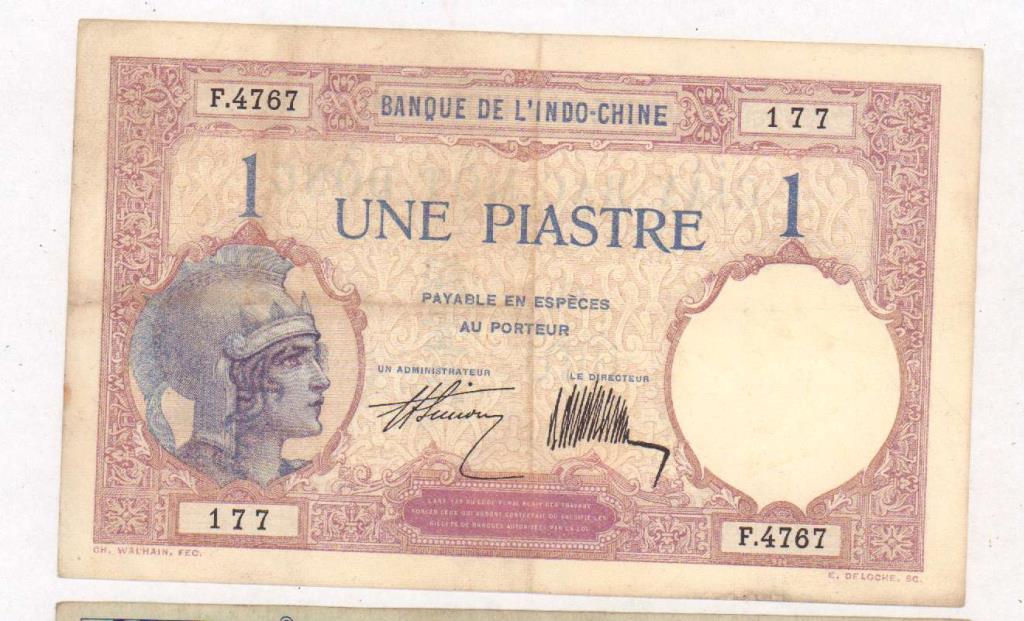 F.4767
BANQUE DE L'INDO-CHINE
177
1
UNE PIASTRE
1
PAYABLE EN ESPÈCES
AU PORTEUR
UN ADMINISTRATEUR
LE DIRECTEUR
177
F.4767
CH. WALHAIN, FEC.
E. DELOCHE, SC.